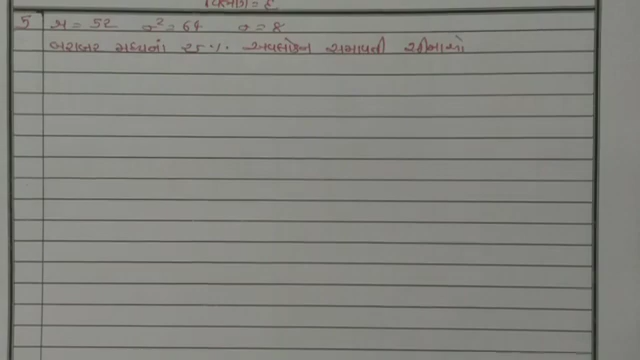 5 μ = 52 σ² = 64 σ = 8
બરાબર મધ્યનાં ૨૫ % અવલોકન સમાવતી સીમાઓ